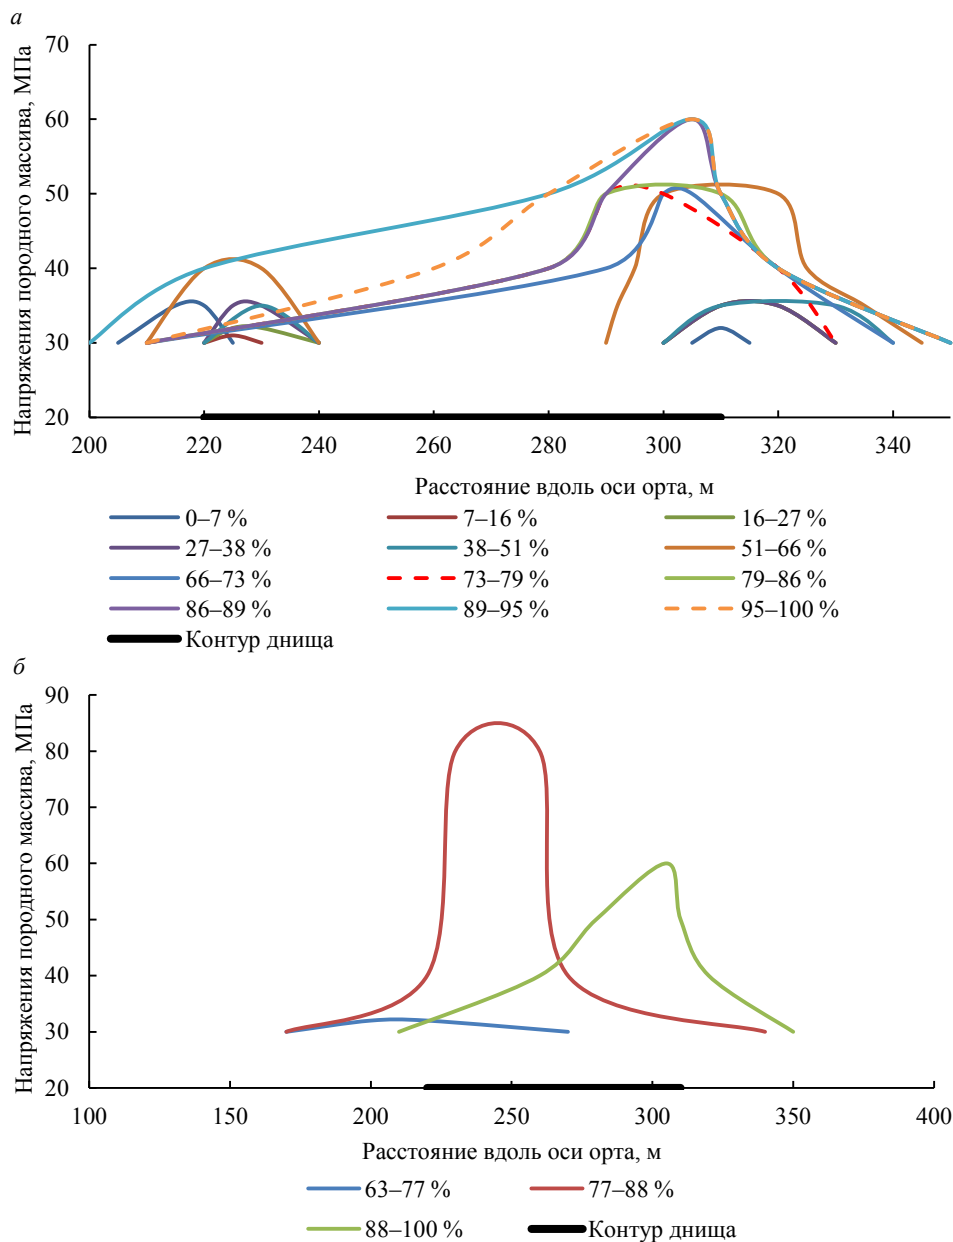 а
Напряжения породного массива, МПа
70
60
50
40
30
20
200 220 240 260 280 300 320 340
Расстояние вдоль оси орта, м
0–7 % 7–16 % 16–27 %
27–38 % 38–51 % 51–66 %
66–73 % 73–79 % 79–86 %
86–89 % 89–95 % 95–100 %
Контур днища
б
Напряжения породного массива, МПа
90
80
70
60
50
40
30
20
100 150 200 250 300 350 400
Расстояние вдоль оси орта, м
63–77 % 77–88 %
88–100 % Контур днища